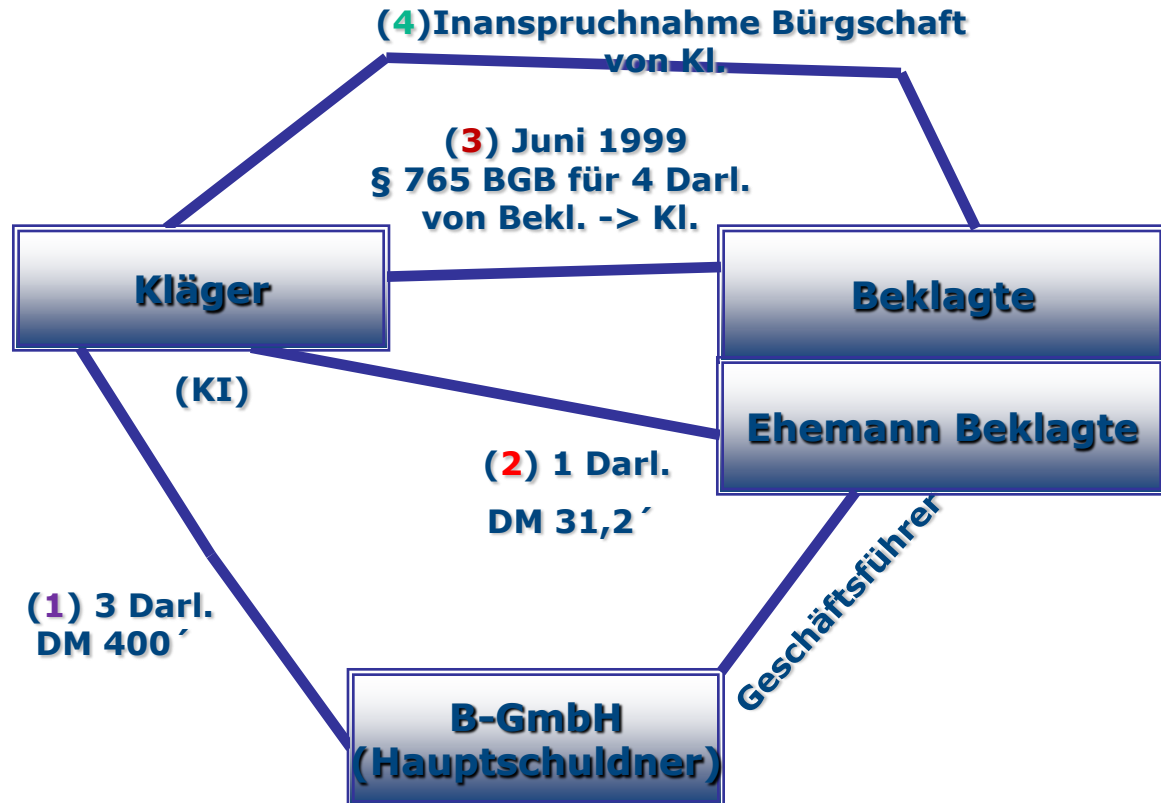 (4)Inanspruchnahme Bürgschaft
von Kl.
(3) Juni 1999
§ 765 BGB für 4 Darl.
von Bekl. -> Kl.
Kläger
Beklagte
(KI)
Ehemann Beklagte
(2) 1 Darl.
DM 31,2´
Geschäftsführer
(1) 3 Darl.
DM 400´
B-GmbH
(Hauptschuldner)